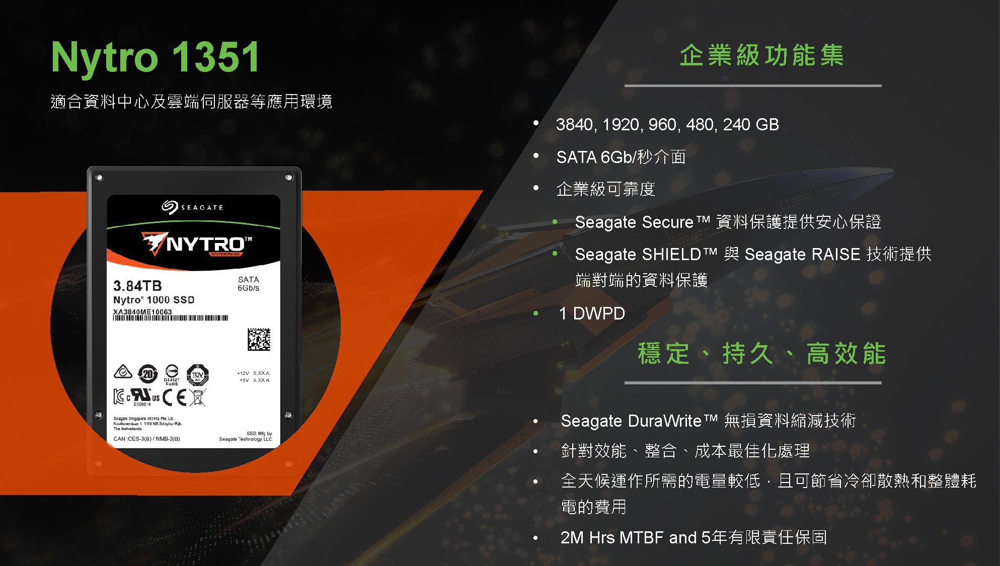 Nytro 1351
適合資料中心及雲端伺服器等應用環境
SEAGATE
NYTRO™
ENTERPRISE
3.84TB
SATA
6Gb/s
Nytro® 1000 SSD
XA3840ME10063
+12V X.XX A
+5V X.XX A
20
D33027
RoHS
TÜV
SÜD
c US
E106814
CE
Seagate Singapore Int'l HQ Pte. Ltd
Koolhovenlaan 1, 1119 NB Schiphol-Rijk,
The Netherlands
CAN ICES-3(B) / NMB-3(B)
SSD Mfg by
Seagate Technology LLC
企業級功能集
• 3840, 1920, 960, 480, 240 GB
• SATA 6Gb/秒介面
• 企業級可靠度
• Seagate Secure™ 資料保護提供安心保證
• Seagate SHIELD™ 與 Seagate RAISE 技術提供
端對端的資料保護
• 1 DWPD
穩定、持久、高效能
• Seagate DuraWrite™ 無損資料縮減技術
• 針對效能、整合、成本最佳化處理
• 全天候運作所需的電量較低，且可節省冷卻散熱和整體耗
電的費用
• 2M Hrs MTBF and 5年有限責任保固